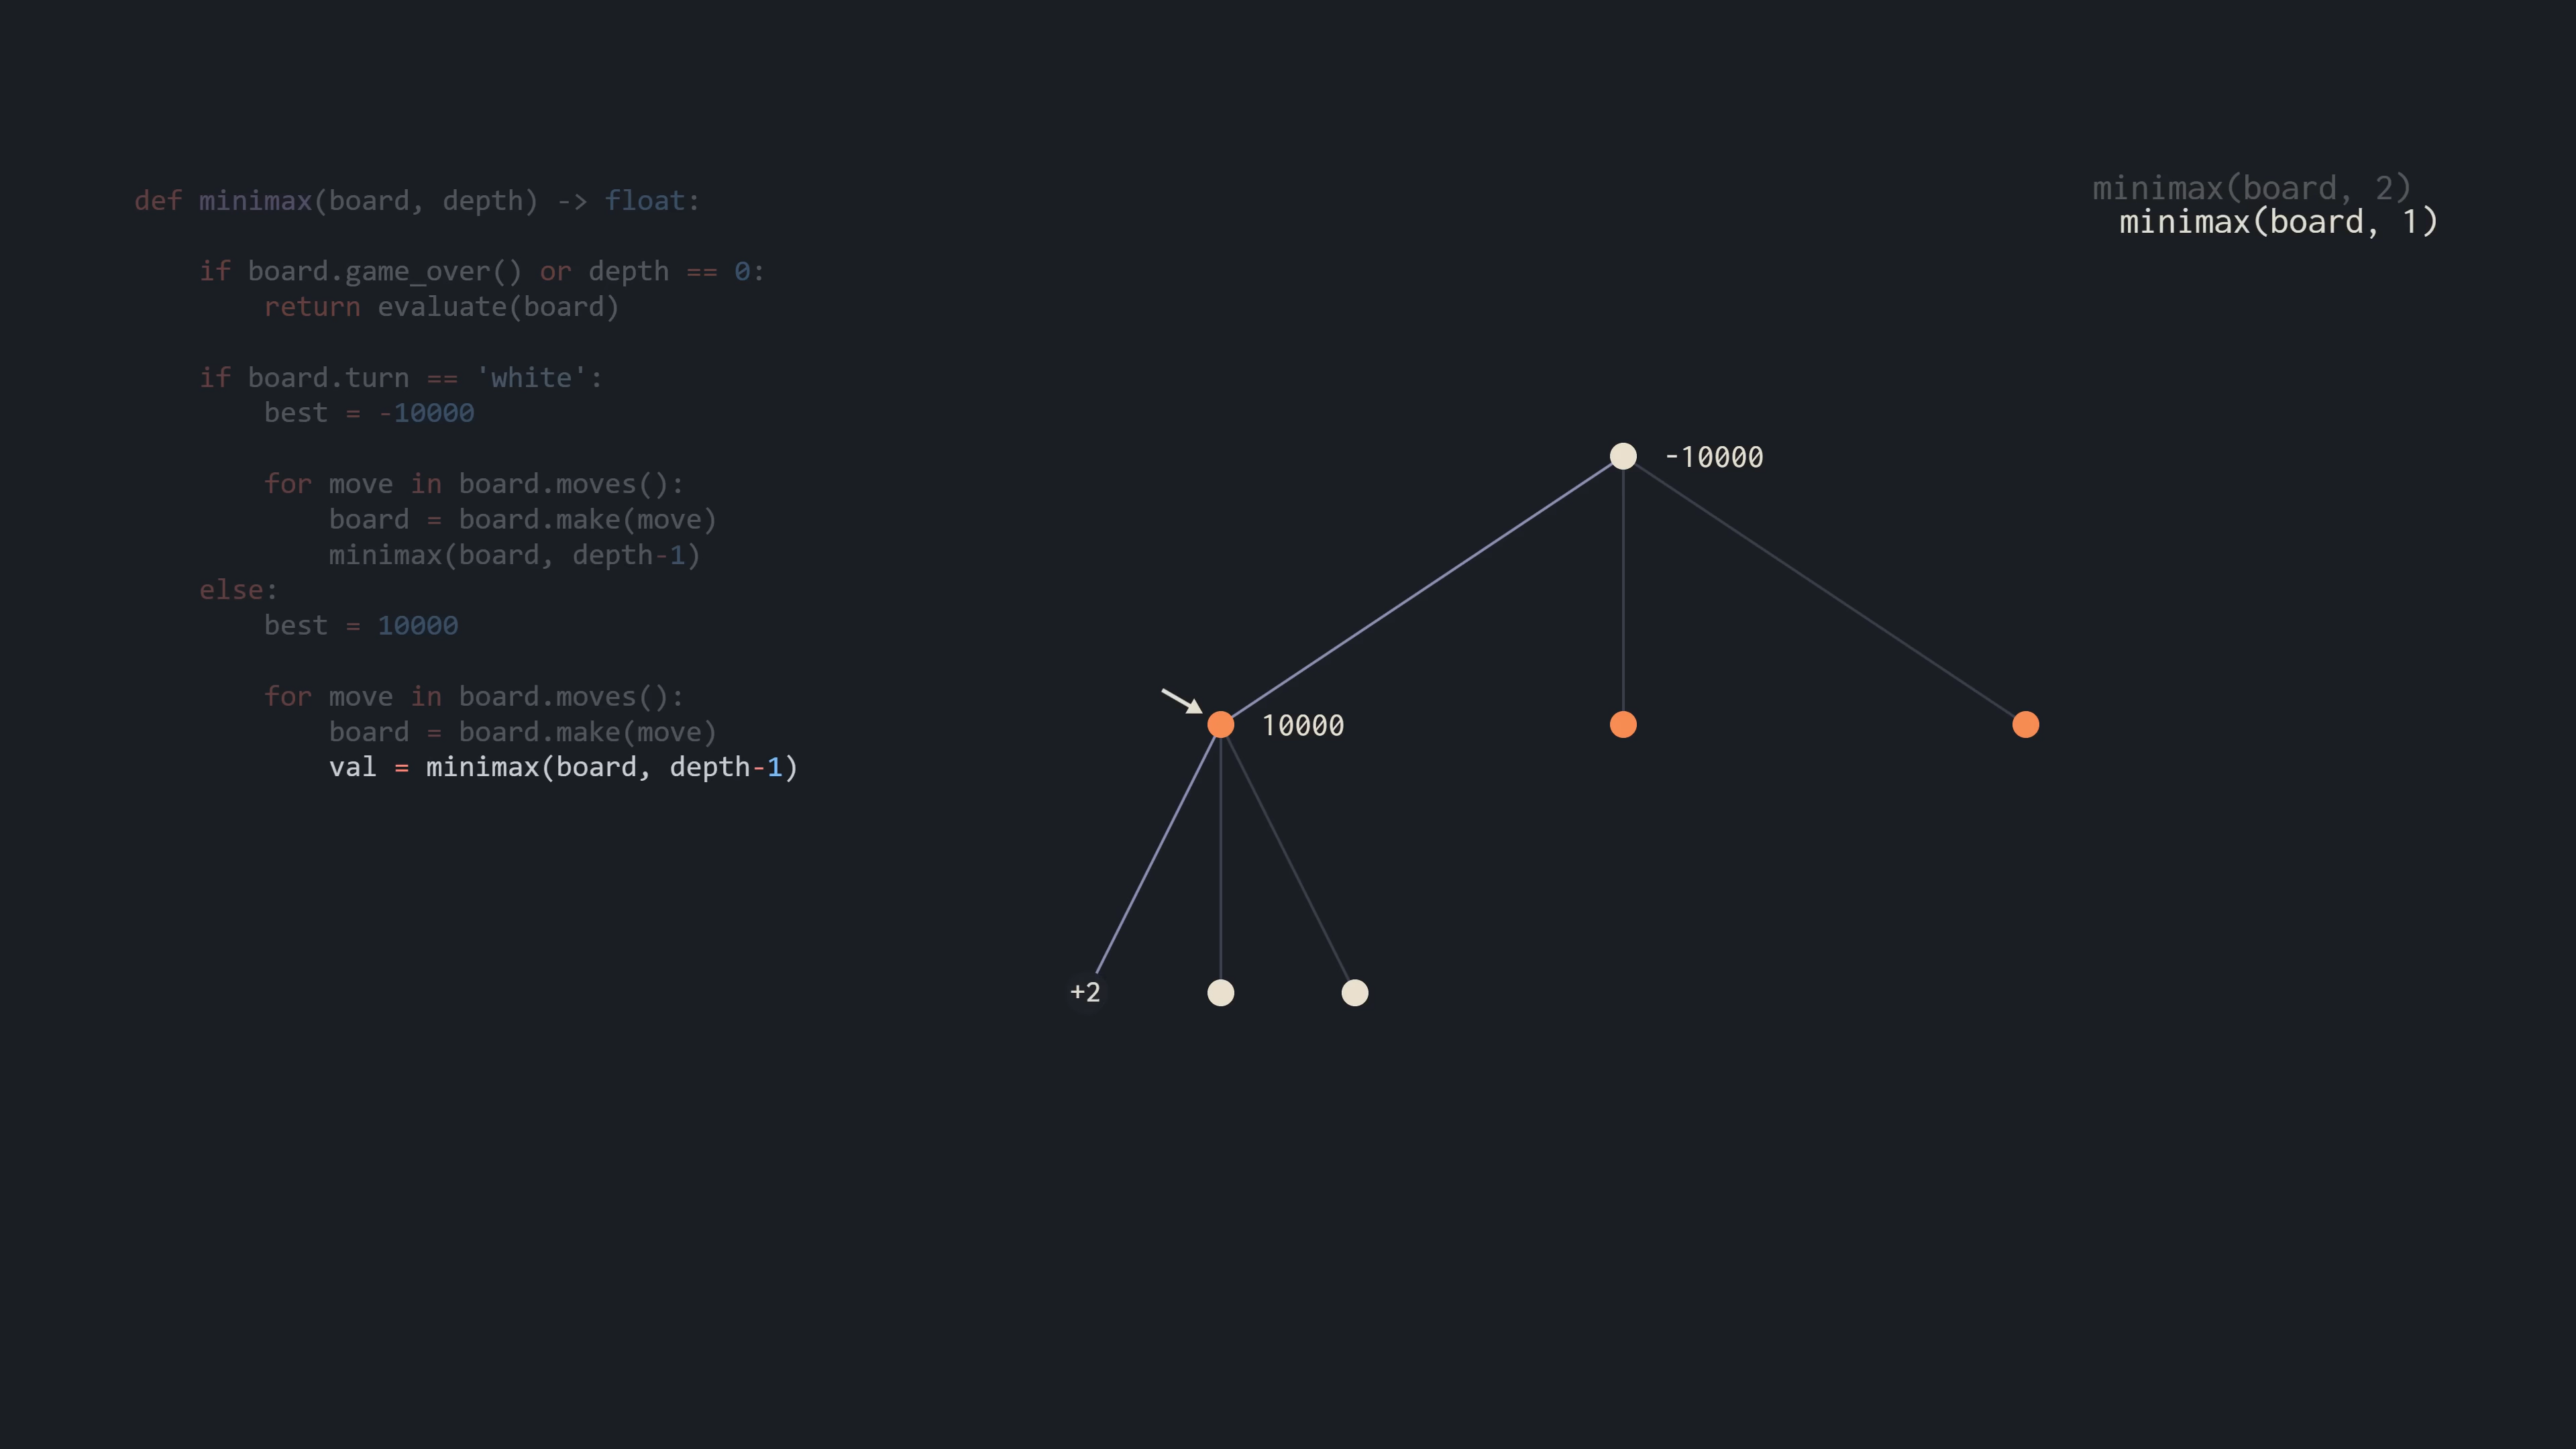 def minimax(board, depth) -> float:
if board.game_over() or depth == 0:
return evaluate(board)
if board.turn == 'white':
best = -10000
for move in board.moves():
board = board.make(move)
minimax(board, depth-1)
else:
best = 10000
for move in board.moves():
board = board.make(move)
val = minimax(board, depth-1)
minimax(board, 2)
minimax(board, 1)
-10000
10000
+2